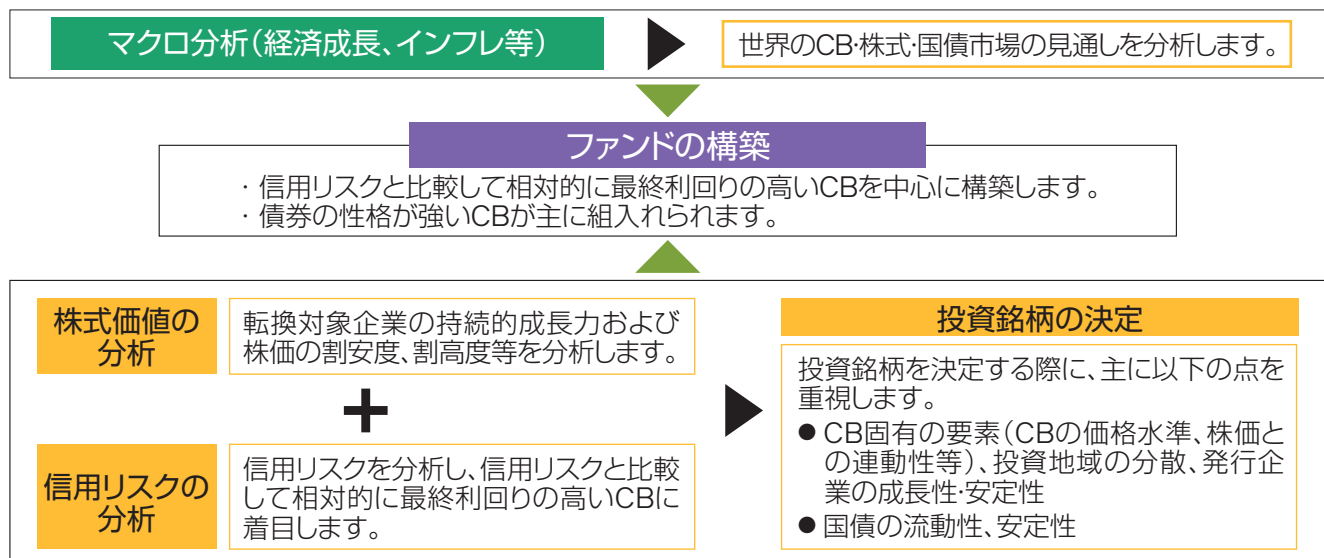 マクロ分析（経済成長、インフレ等）
世界のCB・株式・国債市場の見通しを分析します。
ファンドの構築
・信用リスクと比較して相対的に最終利回りの高いCBを中心に構築します。
・債券の性格が強いCBが主に組入れられます。
株式価値の
分析
転換対象企業の持続的成長力および
株価の割安度、割高度等を分析します。
+
信用リスクの
分析
信用リスクを分析し、信用リスクと比較
して相対的に最終利回りの高いCBに
着目します。
投資銘柄の決定
投資銘柄を決定する際に、主に以下の点を
重視します。
●CB固有の要素（CBの価格水準、株価と
の連動性等）、投資地域の分散、発行企
業の成長性・安定性
●国債の流動性、安定性